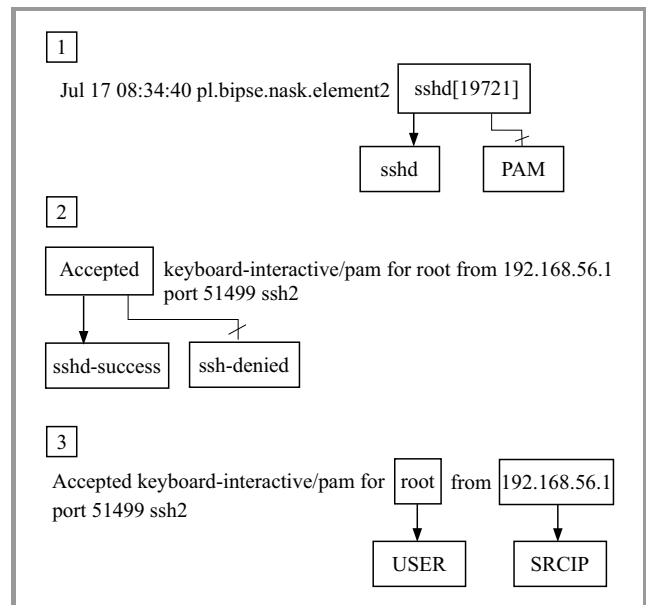 1
Jul 17 08:34:40 pl.bipse.nask.element2 sshd[19721]
sshd PAM
2
Accepted keyboard-interactive/pam for root from 192.168.56.1
port 51499 ssh2
sshd-success ssh-denied
3
Accepted keyboard-interactive/pam for root from 192.168.56.1
port 51499 ssh2
USER SRCIP